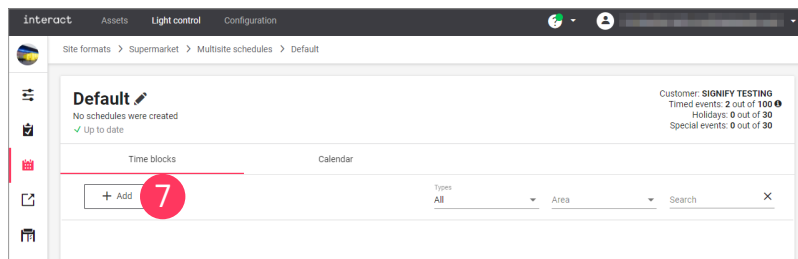 interact Assets Light control Configuration ?
Site formats > Supermarket > Multisite schedules > Default
Default
No schedules were created
Up to date
Customer: SIGNIFY TESTING
Timed events: 2 out of 100
Holidays: 0 out of 30
Special events: 0 out of 30
Time blocks Calendar
+ Add 7
Types
All Area Search